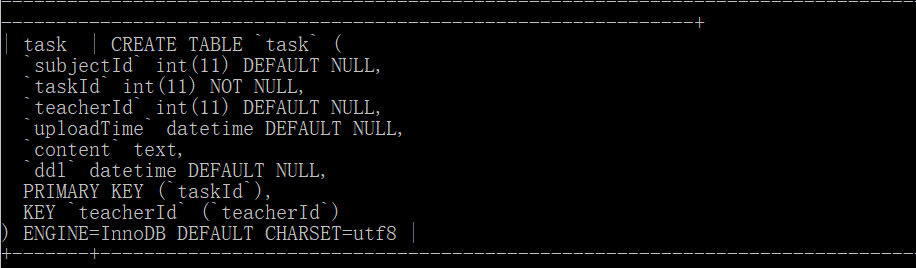 | task  | CREATE TABLE `task` (
  `subjectId` int(11) DEFAULT NULL,
  `taskId` int(11) NOT NULL,
  `teacherId` int(11) DEFAULT NULL,
  `uploadTime` datetime DEFAULT NULL,
  `content` text,
  `ddl` datetime DEFAULT NULL,
  PRIMARY KEY (`taskId`),
  KEY `teacherId` (`teacherId`)
) ENGINE=InnoDB DEFAULT CHARSET=utf8 |